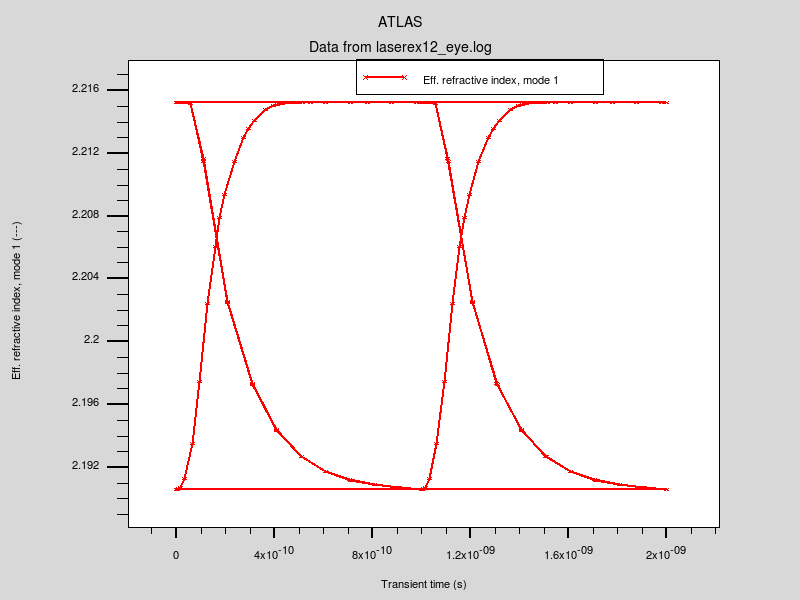 ATLAS
Data from laserex12_eye.log
Eff. refractive index, mode 1
2.216
2.212
2.208
2.204
2.2
2.196
2.192
Eff. refractive index, mode 1 (---)
0 4x10-10 8x10-10 1.2x10-09 1.6x10-09 2x10-09
Transient time (s)